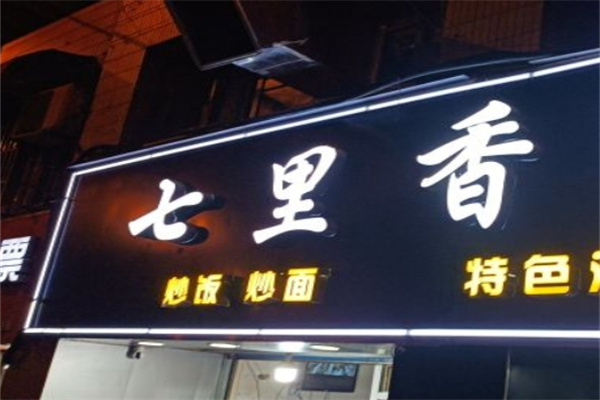 七里香
炒饭 炒面 特色
票